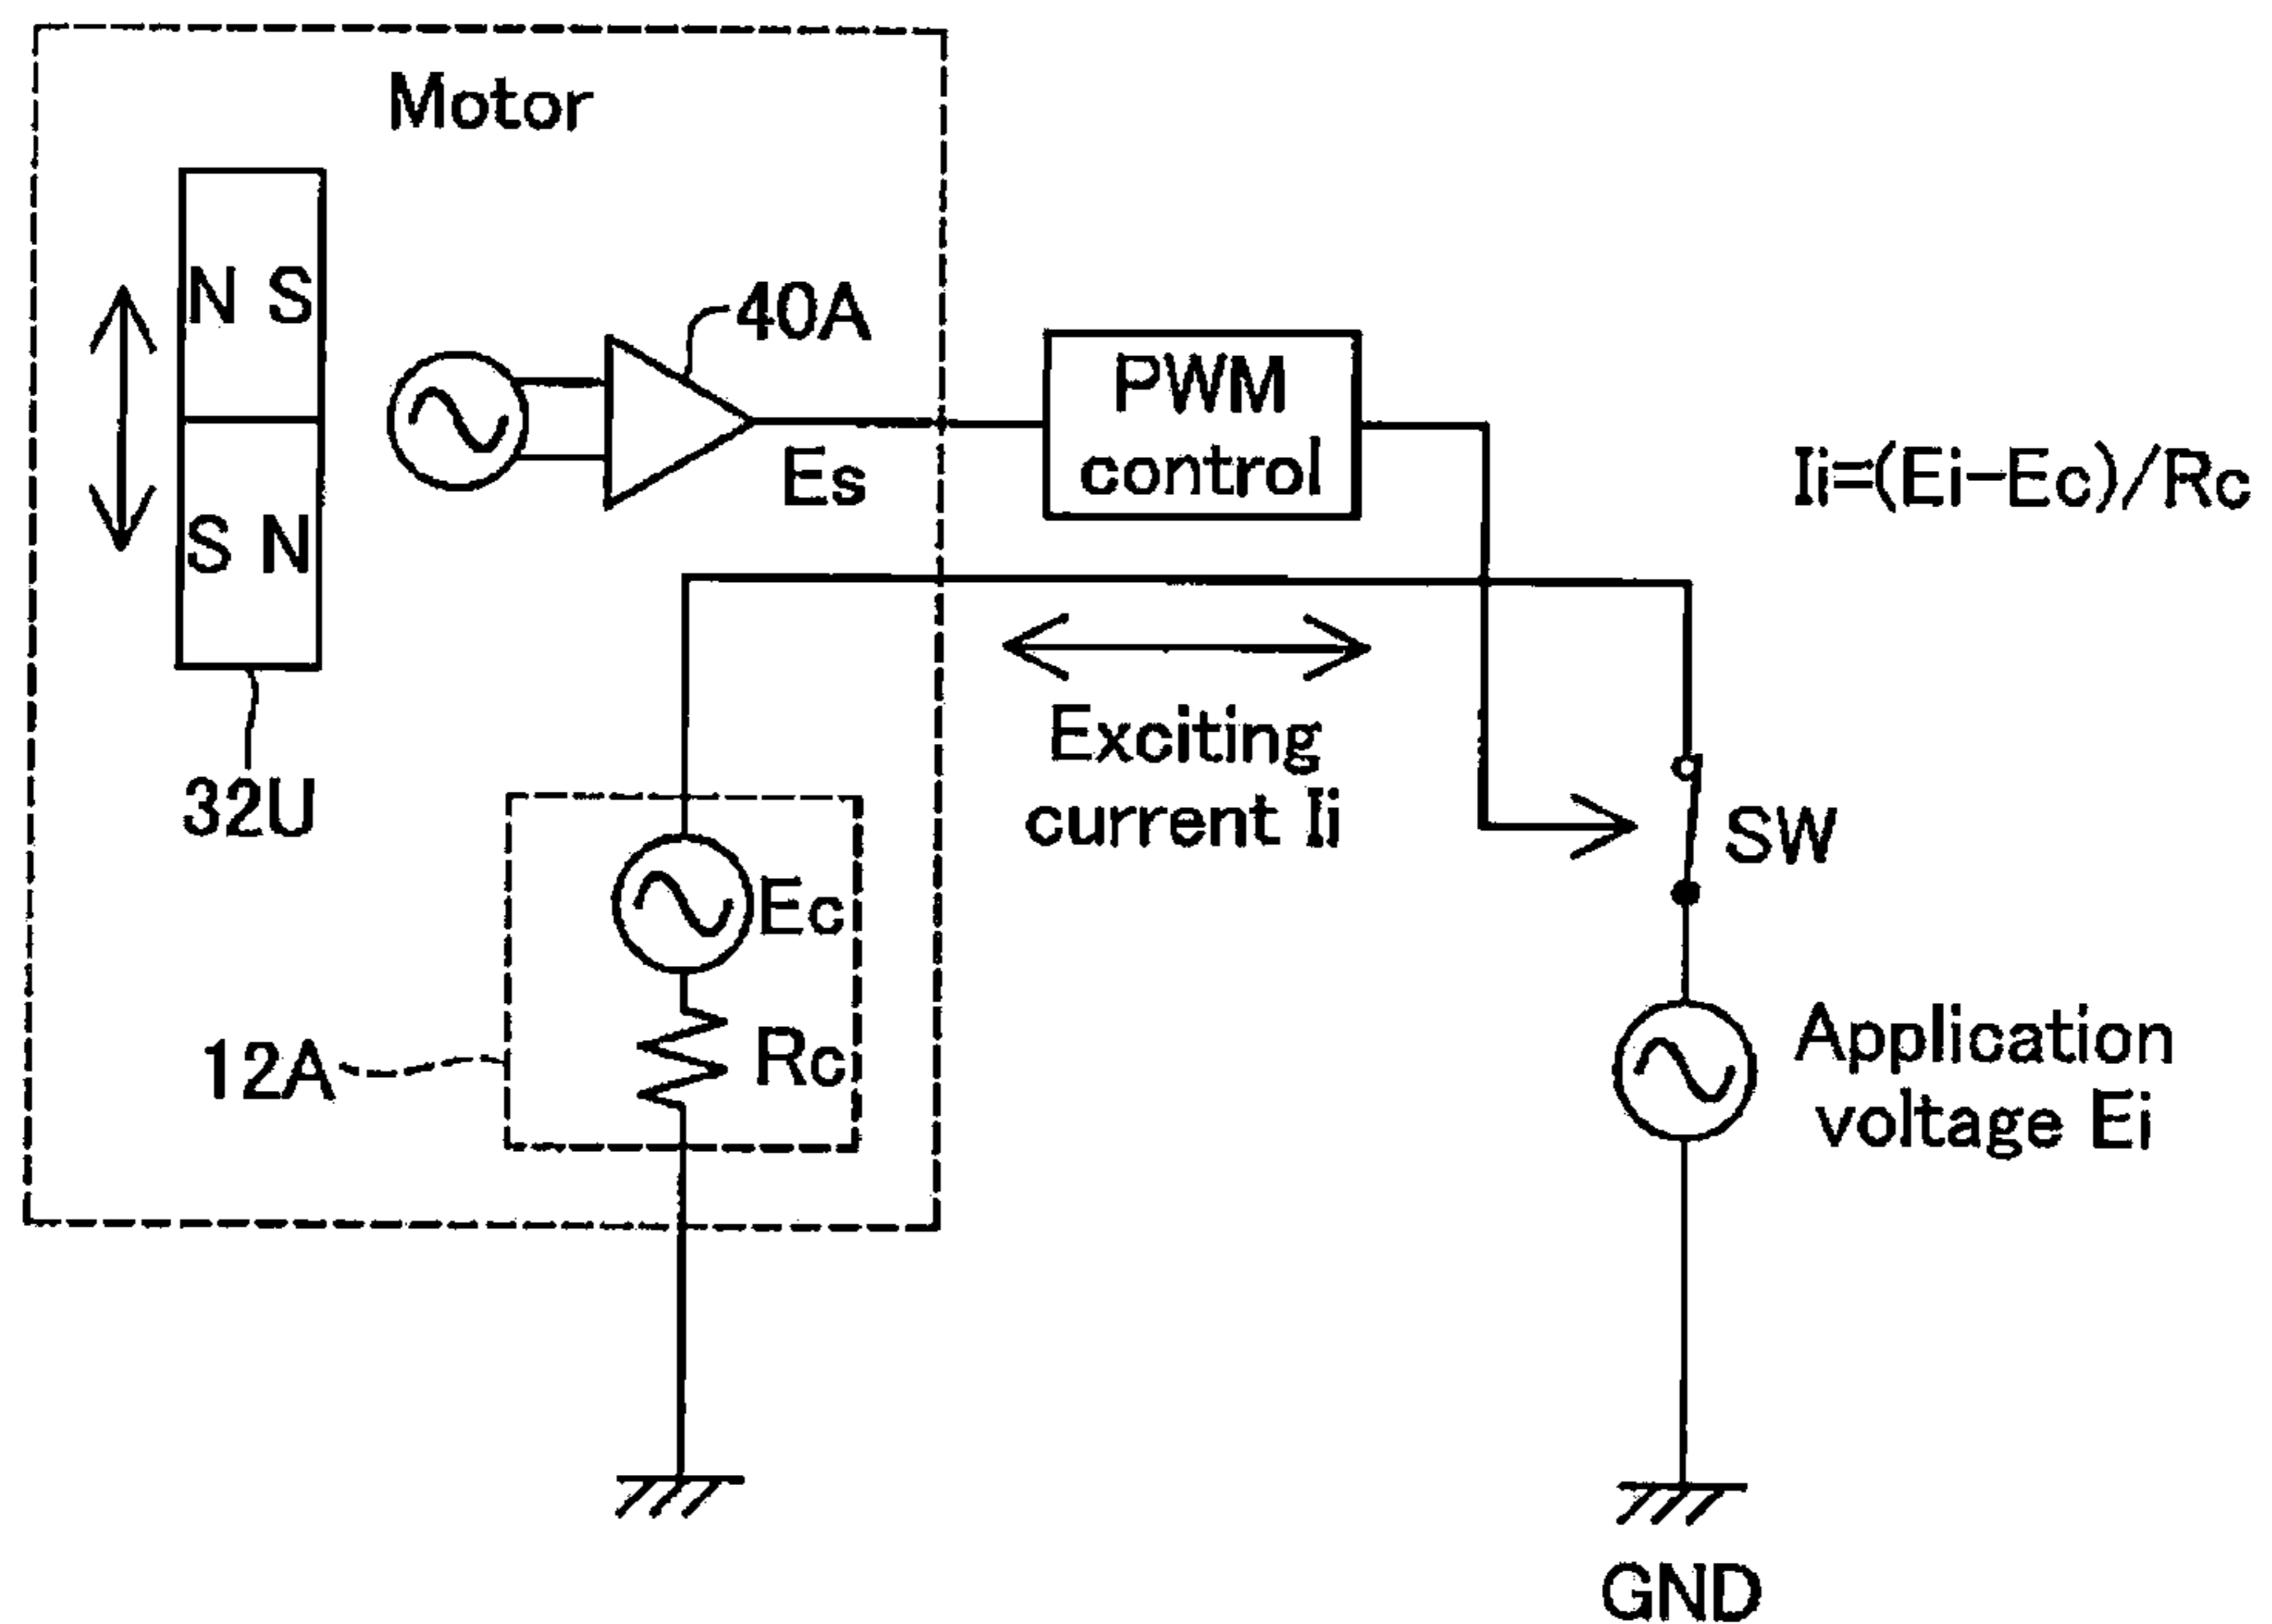 Motor
N S
S N
32U
40A
Es
PWM
control
Ii=(Ei-Ec)/Rc
Exciting
current Ii
SW
Ec
Rc
12A
Application
voltage Ei
GND